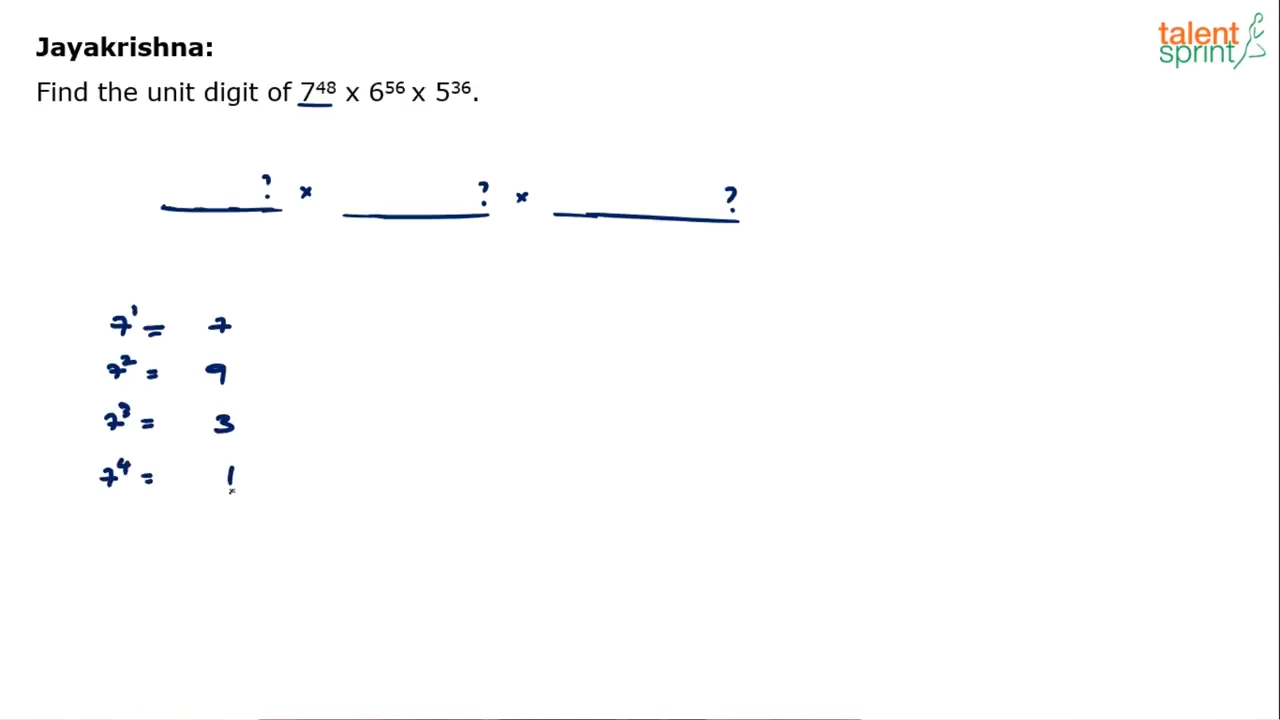 Jayakrishna:
talent
sprint
Find the unit digit of 7⁴⁸ x 6⁵⁶ x 5³⁶.
? × ? × ?
7¹ = 7
7² = 9
7³ = 3
7⁴ = 1